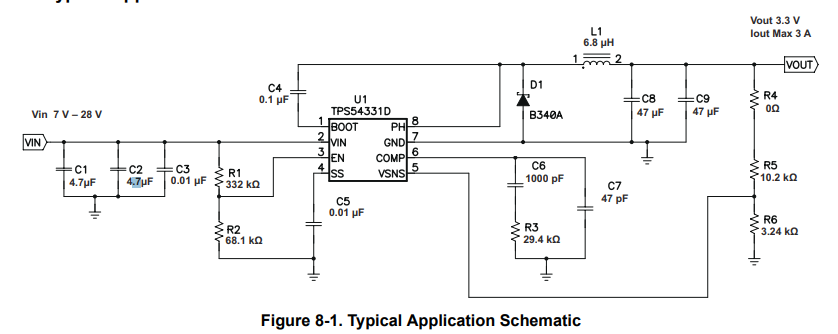 Vout 3.3 V
Iout Max 3 A
L1
6.8 μH
1 2
VOUT
C4
0.1 μF
U1
TPS54331D
D1
B340A
C8
47 μF
C9
47 μF
R4
0Ω
Vin 7 V – 28 V
VIN
1 BOOT PH 8
2 VIN GND 7
3 EN COMP 6
4 SS VSNS 5
C1
4.7μF
C2
4.7μF
C3
0.01 μF
R1
332 kΩ
C6
1000 pF
C7
47 pF
R5
10.2 kΩ
C5
0.01 μF
R2
68.1 kΩ
R3
29.4 kΩ
R6
3.24 kΩ
Figure 8-1. Typical Application Schematic